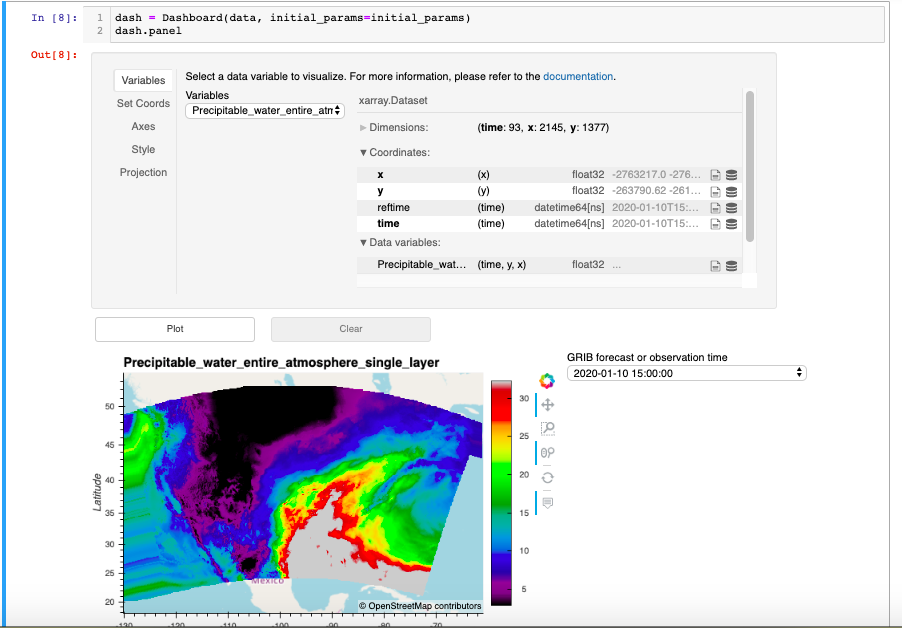 In [8]:
1 dash = Dashboard(data, initial_params=initial_params)
2 dash.panel
Out[8]:
Variables
Set Coords
Axes
Style
Projection
Select a data variable to visualize. For more information, please refer to the documentation.
Variables
Precipitable_water_entire_atm
xarray.Dataset
Dimensions: (time: 93, x: 2145, y: 1377)
Coordinates:
x (x) float32 -2763217.0 -276...
y (y) float32 -263790.62 -261...
reftime (time) datetime64[ns] 2020-01-10T15:...
time (time) datetime64[ns] 2020-01-10T15:...
Data variables:
Precipitable_wat... (time, y, x) float32 ...
Plot
Clear
Precipitable_water_entire_atmosphere_single_layer
GRIB forecast or observation time
2020-01-10 15:00:00
Latitude
50
45
40
35
30
25
20
30
25
20
15
10
5
Mexico
© OpenStreetMap contributors
-130 -120 -110 -100 -90 -80 -70